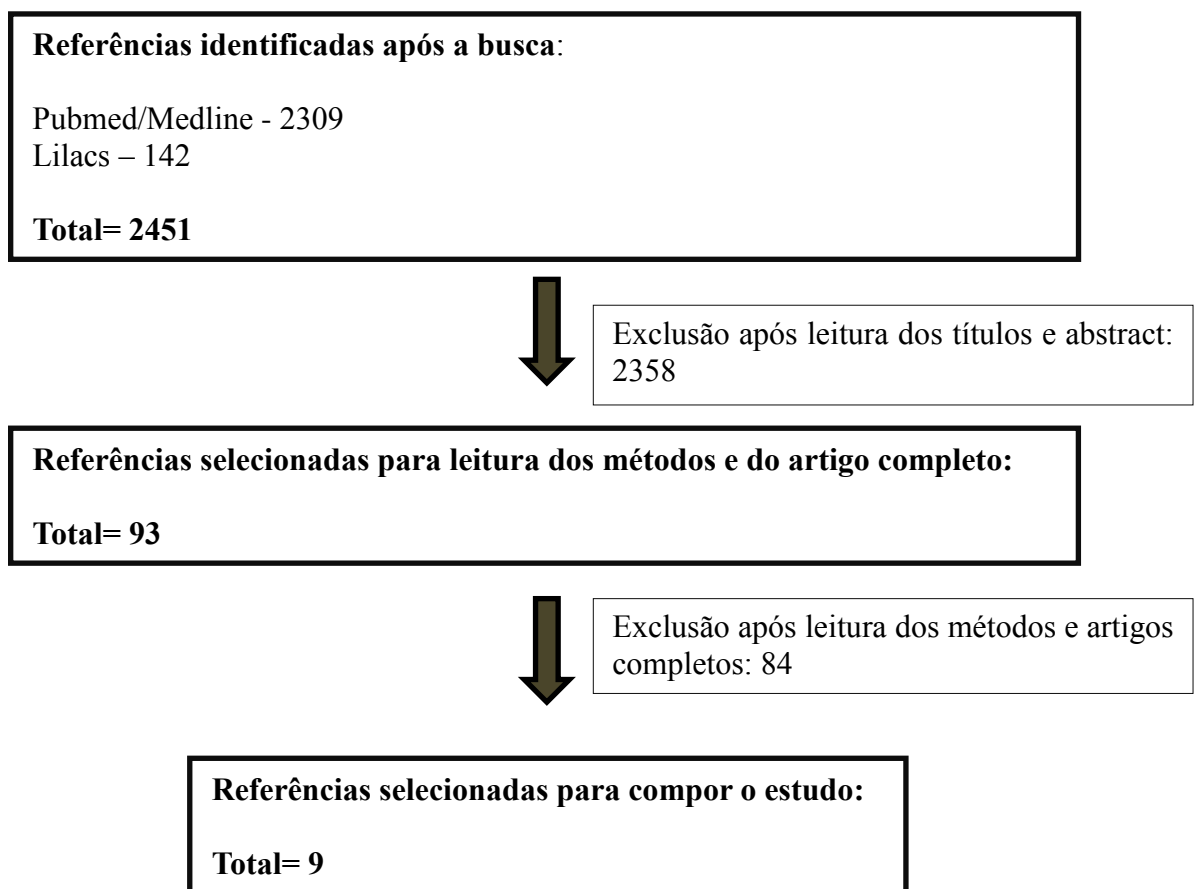 Referências identificadas após a busca:
Pubmed/Medline - 2309
Lilacs – 142
Total= 2451
Exclusão após leitura dos títulos e abstract:
2358
Referências selecionadas para leitura dos métodos e do artigo completo:
Total= 93
Exclusão após leitura dos métodos e artigos
completos: 84
Referências selecionadas para compor o estudo:
Total= 9